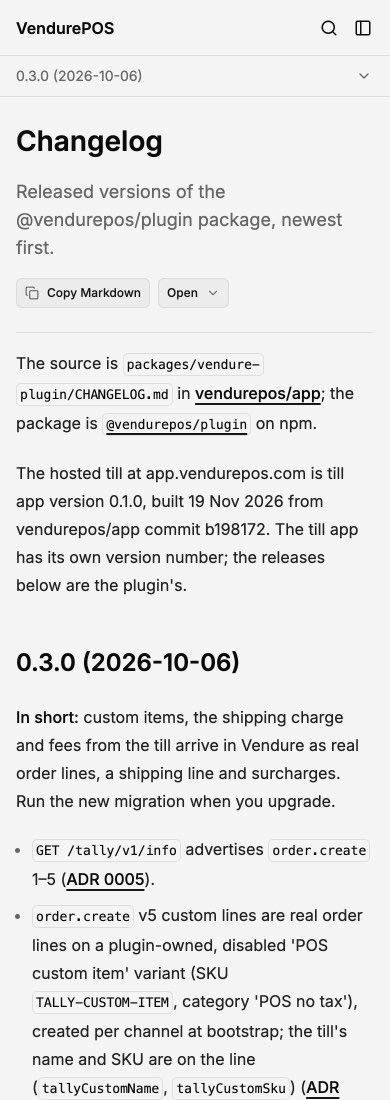 VendurePOS
0.3.0 (2026-10-06)
Changelog
Released versions of the
@vendurepos/plugin package, newest
first.
Copy Markdown
Open
The source is packages/vendure-
plugin/CHANGELOG.md in vendurepos/app; the
package is @vendurepos/plugin on npm.
The hosted till at app.vendurepos.com is till
app version 0.1.0, built 19 Nov 2026 from
vendurepos/app commit b198172. The till app
has its own version number; the releases
below are the plugin's.
0.3.0 (2026-10-06)
In short: custom items, the shipping charge
and fees from the till arrive in Vendure as real
order lines, a shipping line and surcharges.
Run the new migration when you upgrade.
• GET /tally/v1/info advertises order.create
1–5 (ADR 0005).
• order.create v5 custom lines are real order
lines on a plugin-owned, disabled 'POS
custom item' variant (SKU
TALLY-CUSTOM-ITEM, category 'POS no tax'),
created per channel at bootstrap; the till's
name and SKU are on the line
(tallyCustomName, tallyCustomSku) (ADR